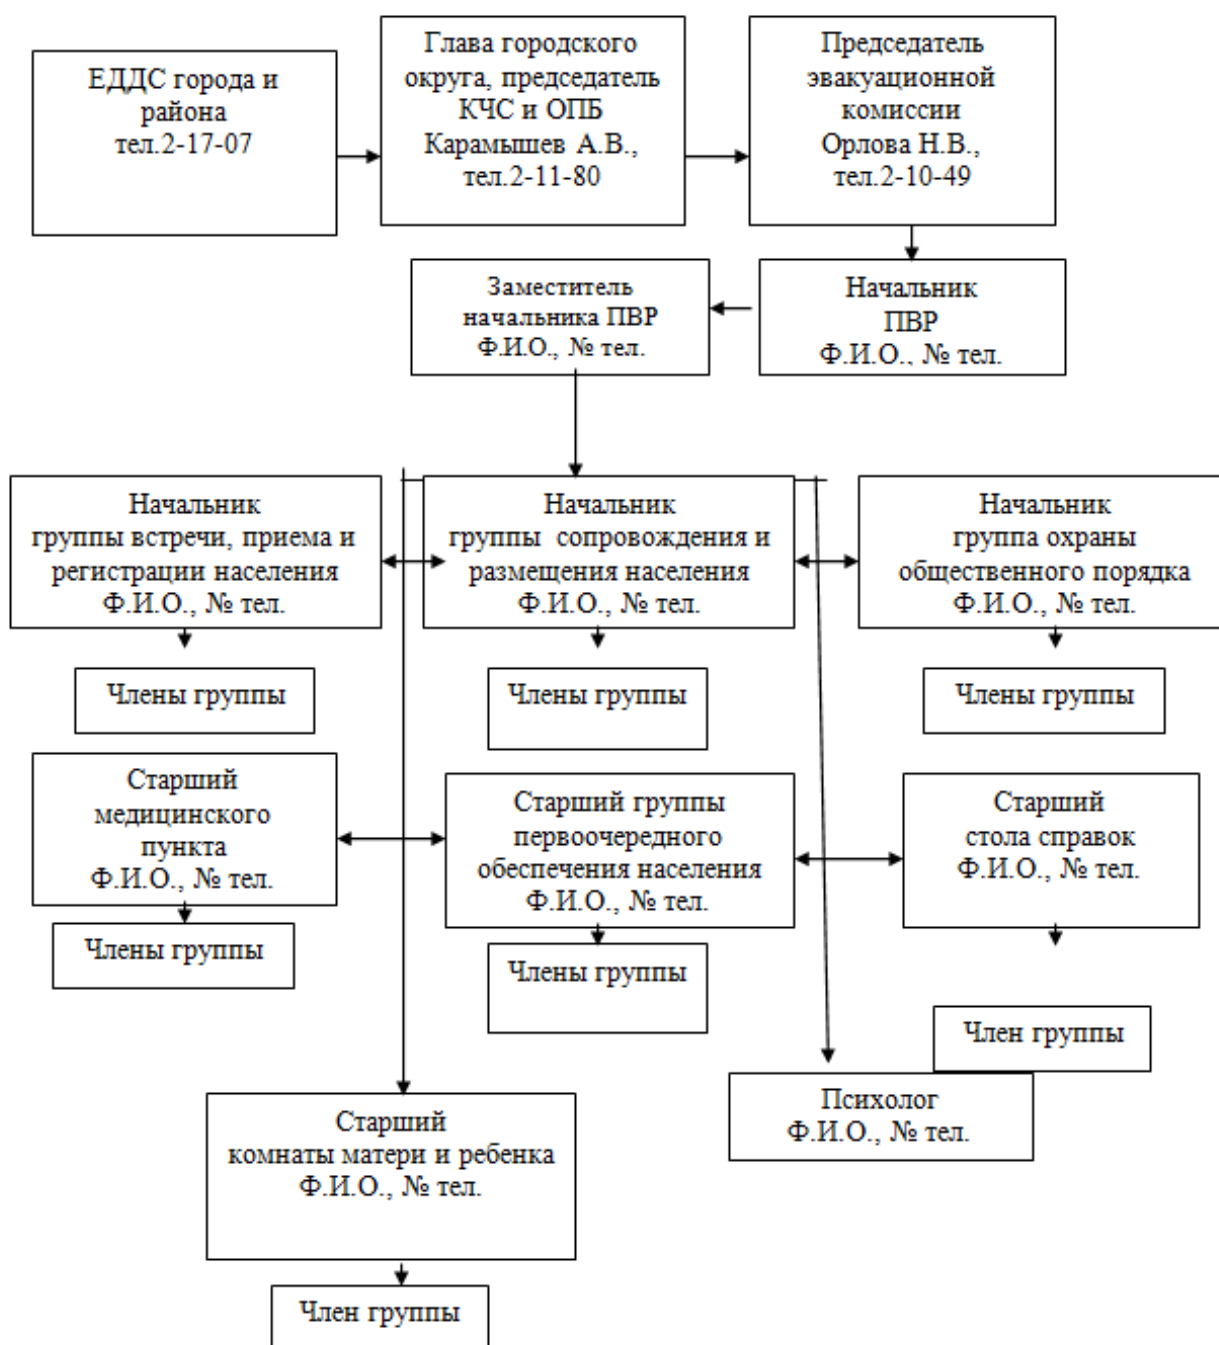 ЕДДС города и
района
тел.2-17-07
Глава городского
округа, председатель
КЧС и ОПБ
Карамышев А.В.,
тел.2-11-80
Председатель
эвакуационной
комиссии
Орлова Н.В.,
тел.2-10-49
Заместитель
начальника ПВР
Ф.И.О., № тел.
Начальник
ПВР
Ф.И.О., № тел.
Начальник
группы встречи, приема и
регистрации населения
Ф.И.О., № тел.
Начальник
группы сопровождения и
размещения населения
Ф.И.О., № тел.
Начальник
группа охраны
общественного порядка
Ф.И.О., № тел.
Члены группы
Члены группы
Члены группы
Старший
медицинского
пункта
Ф.И.О., № тел.
Старший группы
первоочередного
обеспечения населения
Ф.И.О., № тел.
Старший
стола справок
Ф.И.О., № тел.
Члены группы
Члены группы
Член группы
Психолог
Ф.И.О., № тел.
Старший
комнаты матери и ребенка
Ф.И.О., № тел.
Член группы